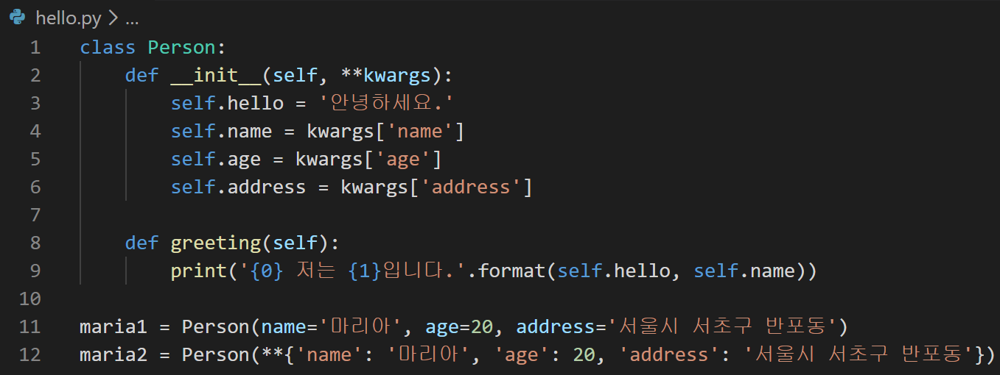 hello.py > ...
1 class Person:
2     def __init__(self, **kwargs):
3         self.hello = '안녕하세요.'
4         self.name = kwargs['name']
5         self.age = kwargs['age']
6         self.address = kwargs['address']
7
8     def greeting(self):
9         print('{0} 저는 {1}입니다.'.format(self.hello, self.name))
10
11 maria1 = Person(name='마리아', age=20, address='서울시 서초구 반포동')
12 maria2 = Person(**{'name': '마리아', 'age': 20, 'address': '서울시 서초구 반포동'})